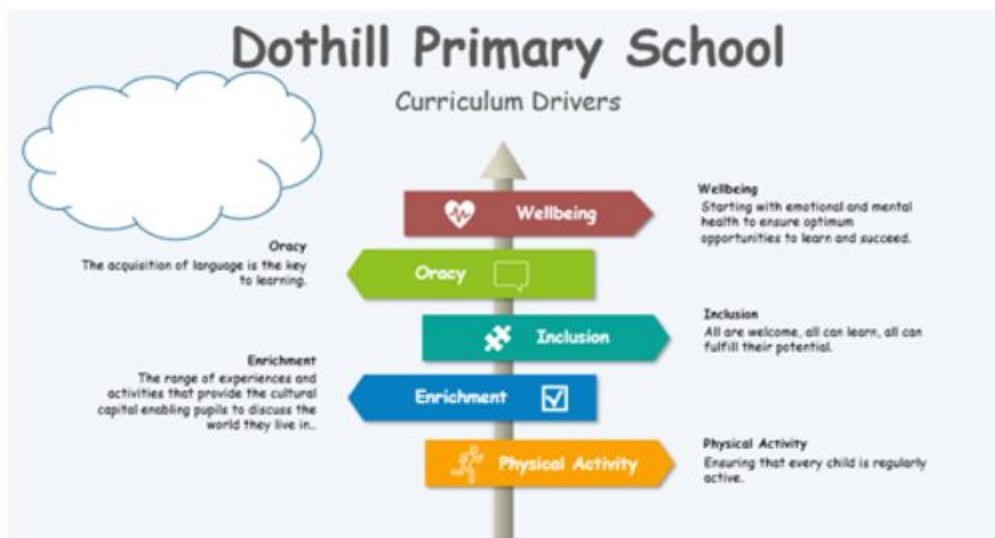 Dothill Primary School
Curriculum Drivers
Wellbeing
Wellbeing
Starting with emotional and mental
health to ensure optimum
opportunities to learn and succeed.
Oracy
The acquisition of language is the key
to learning.
Oracy
Inclusion
Inclusion
All are welcome, all can learn, all can
fulfill their potential.
Enrichment
The range of experiences and
activities that provide the cultural
capital enabling pupils to discuss the
world they live in..
Enrichment
Physical Activity
Physical Activity
Ensuring that every child is regularly
active.